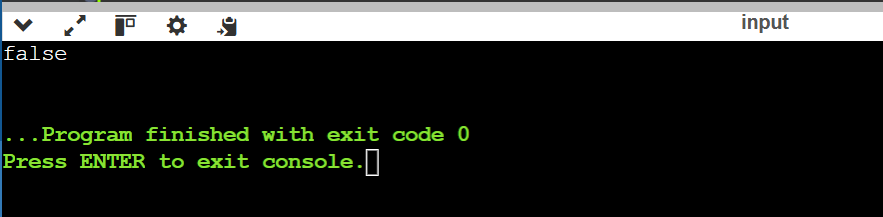 input
false
...Program finished with exit code 0
Press ENTER to exit console.